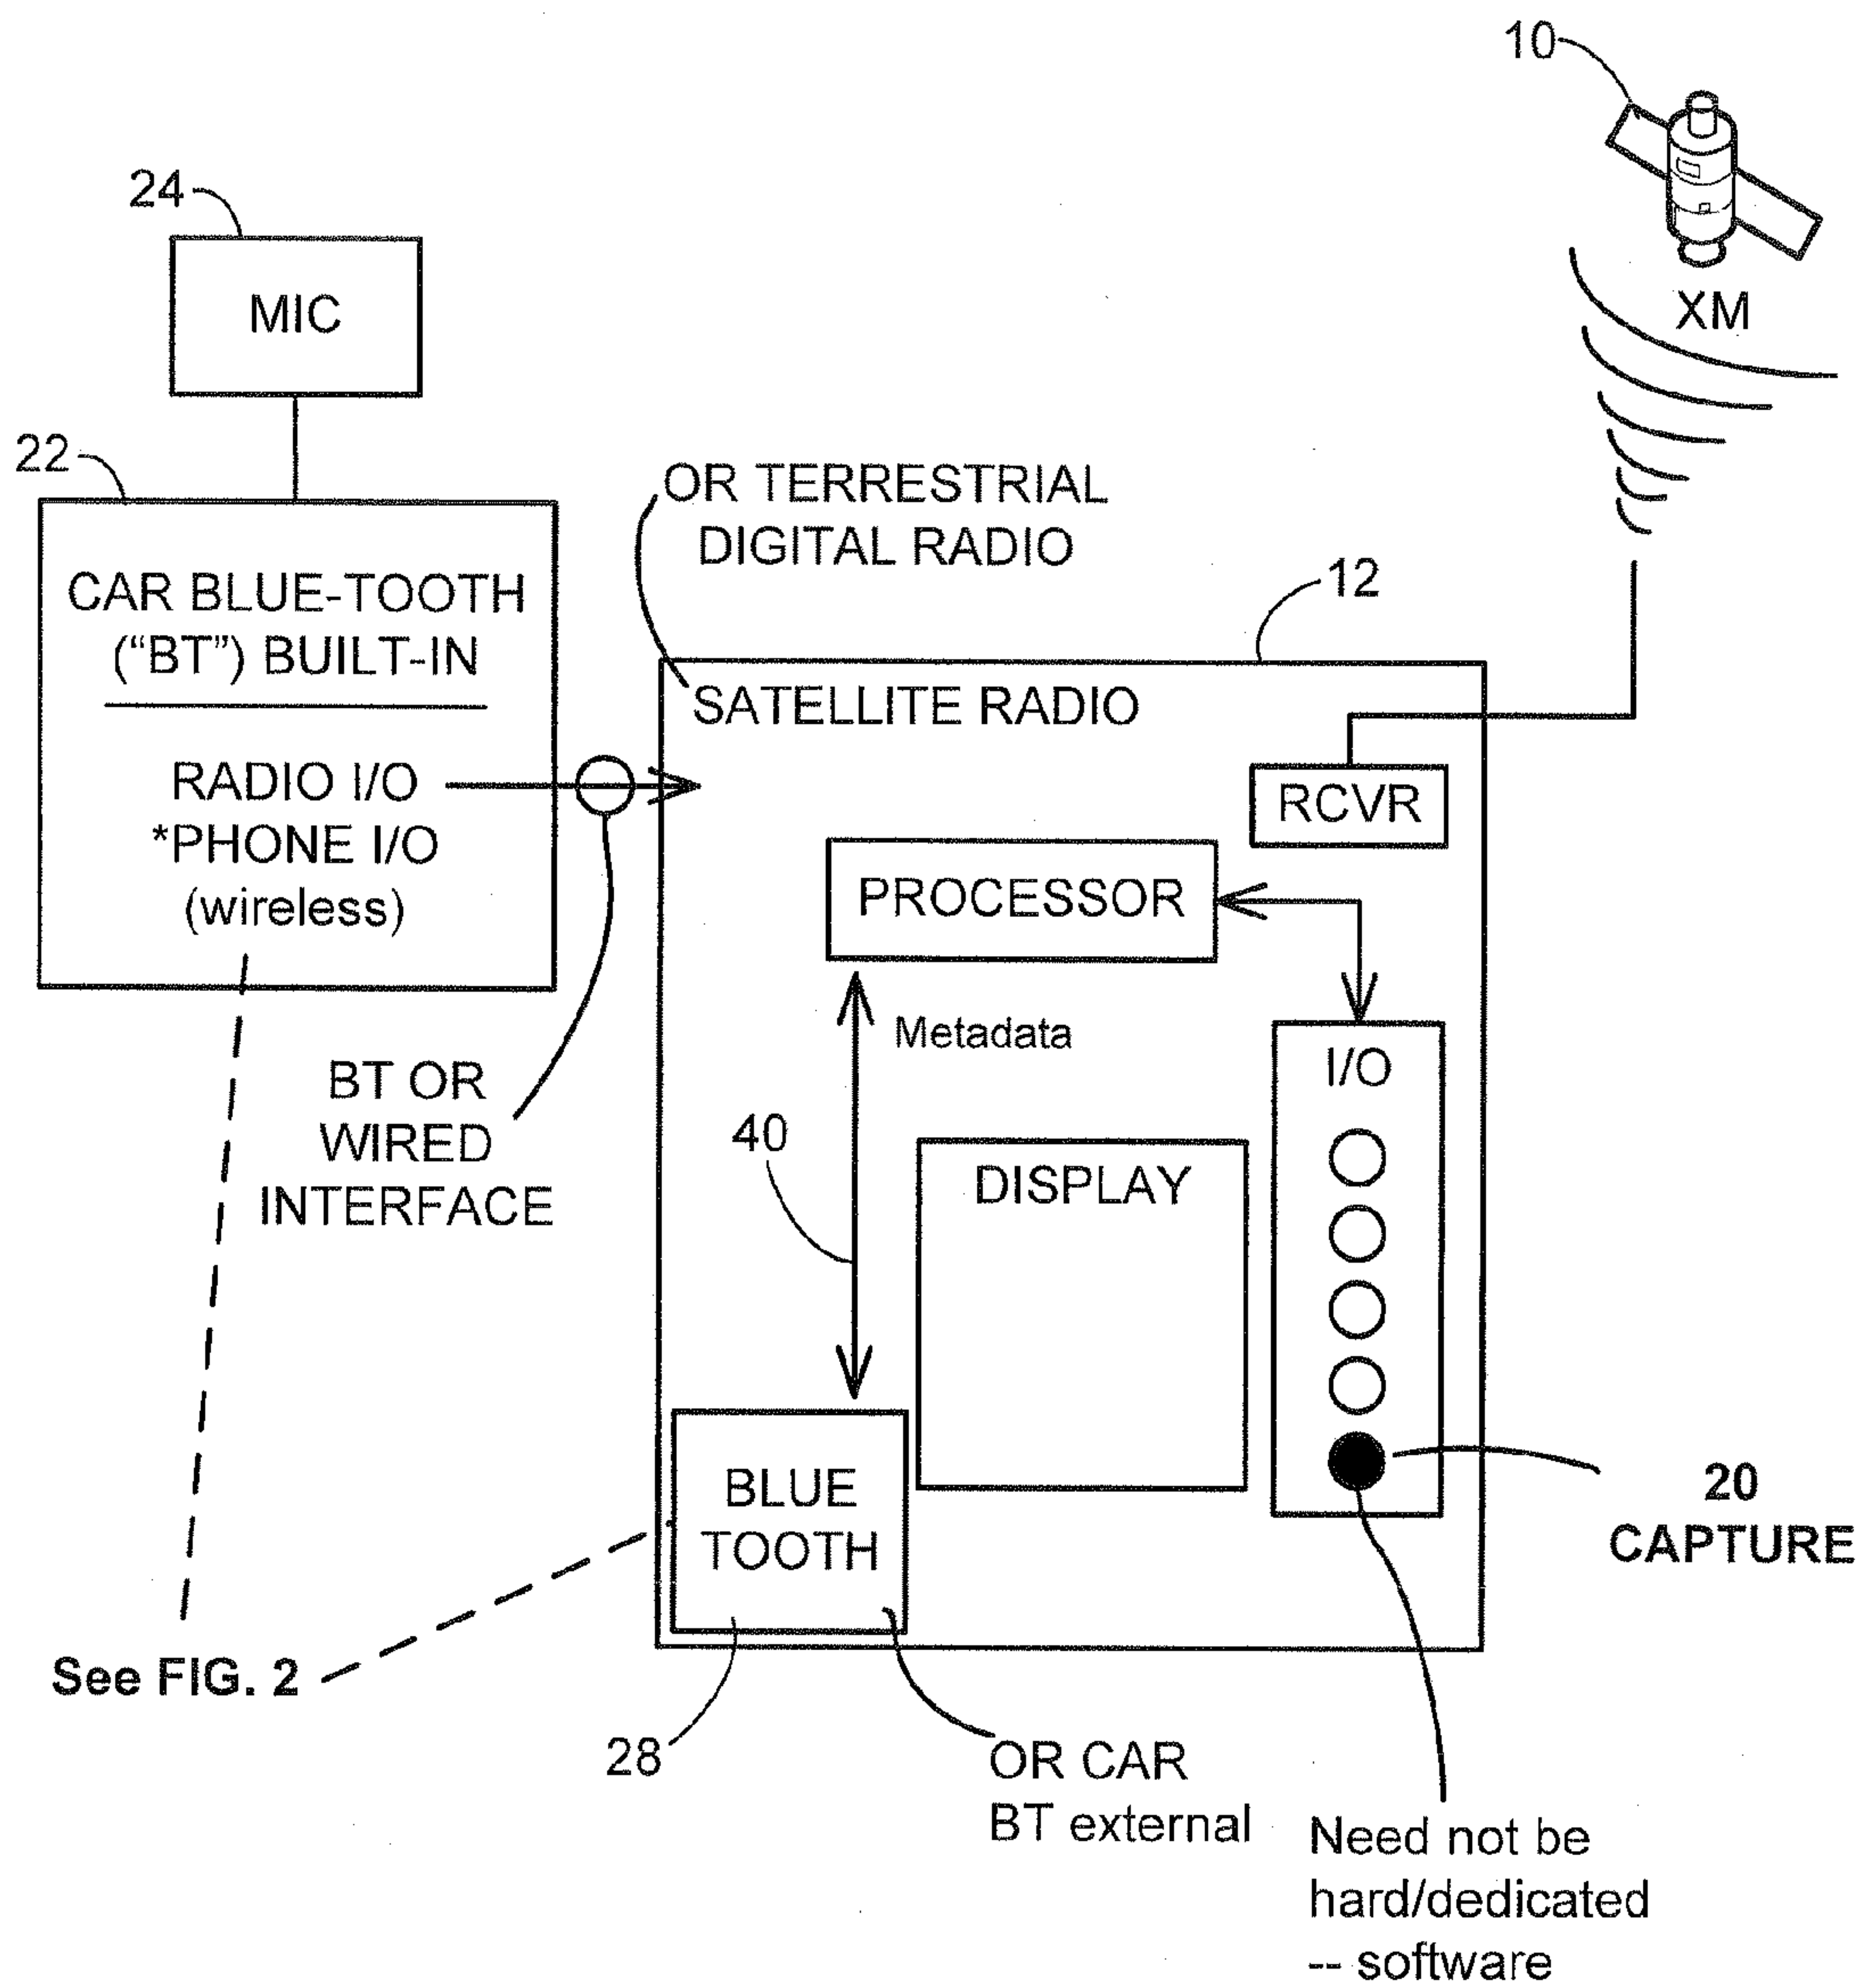 10
XM
24
MIC
22
CAR BLUE-TOOTH
("BT") BUILT-IN
RADIO I/O
*PHONE I/O
(wireless)
OR TERRESTRIAL
DIGITAL RADIO
12
SATELLITE RADIO
RCVR
PROCESSOR
Metadata
I/O
BT OR
WIRED
INTERFACE
40
DISPLAY
BLUE
TOOTH
20
CAPTURE
See FIG. 2
28
OR CAR
BT external
Need not be
hard/dedicated
-- software